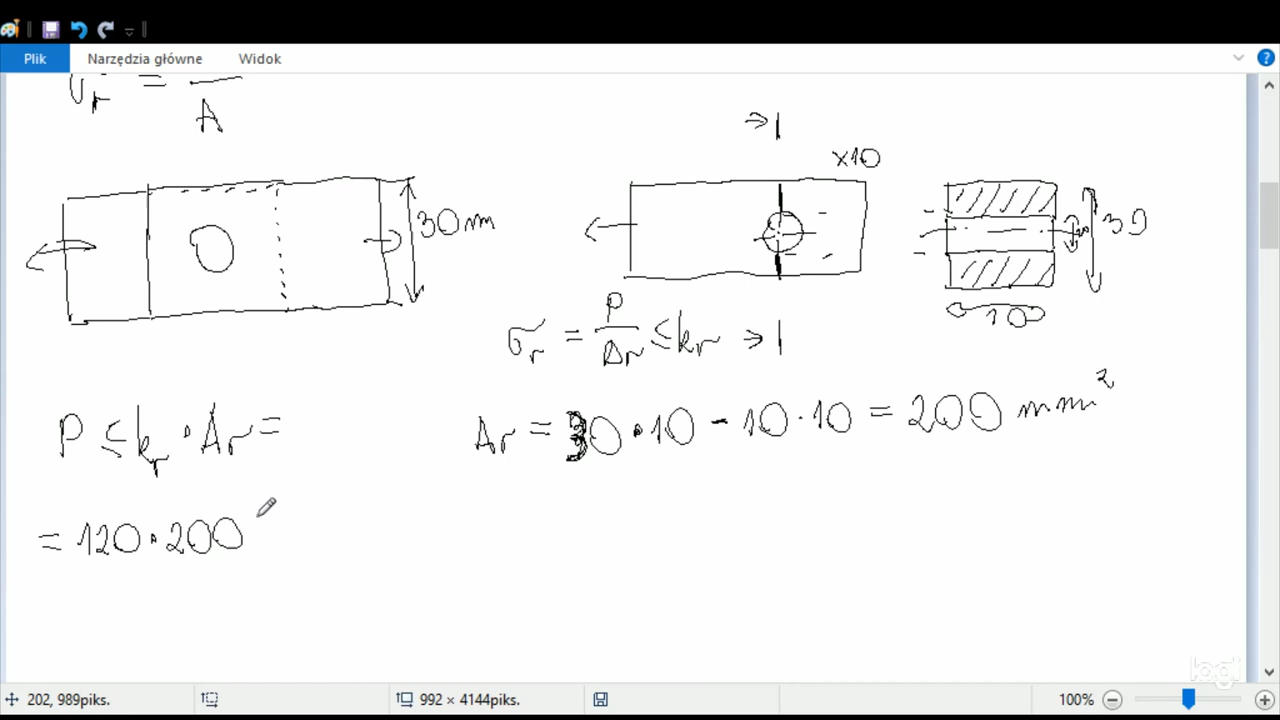 Plik Narzędzia główne Widok
σr =
A
⇒ 1
x10
30 mm
30
10
σr = P/Ar ≤ kr ⇒ 1
P ≤ kr · Ar =
Ar = 30 · 10 - 10 · 10 = 200 mm²
= 120 · 200
logi
202, 989piks. 992 × 4144piks. 100%